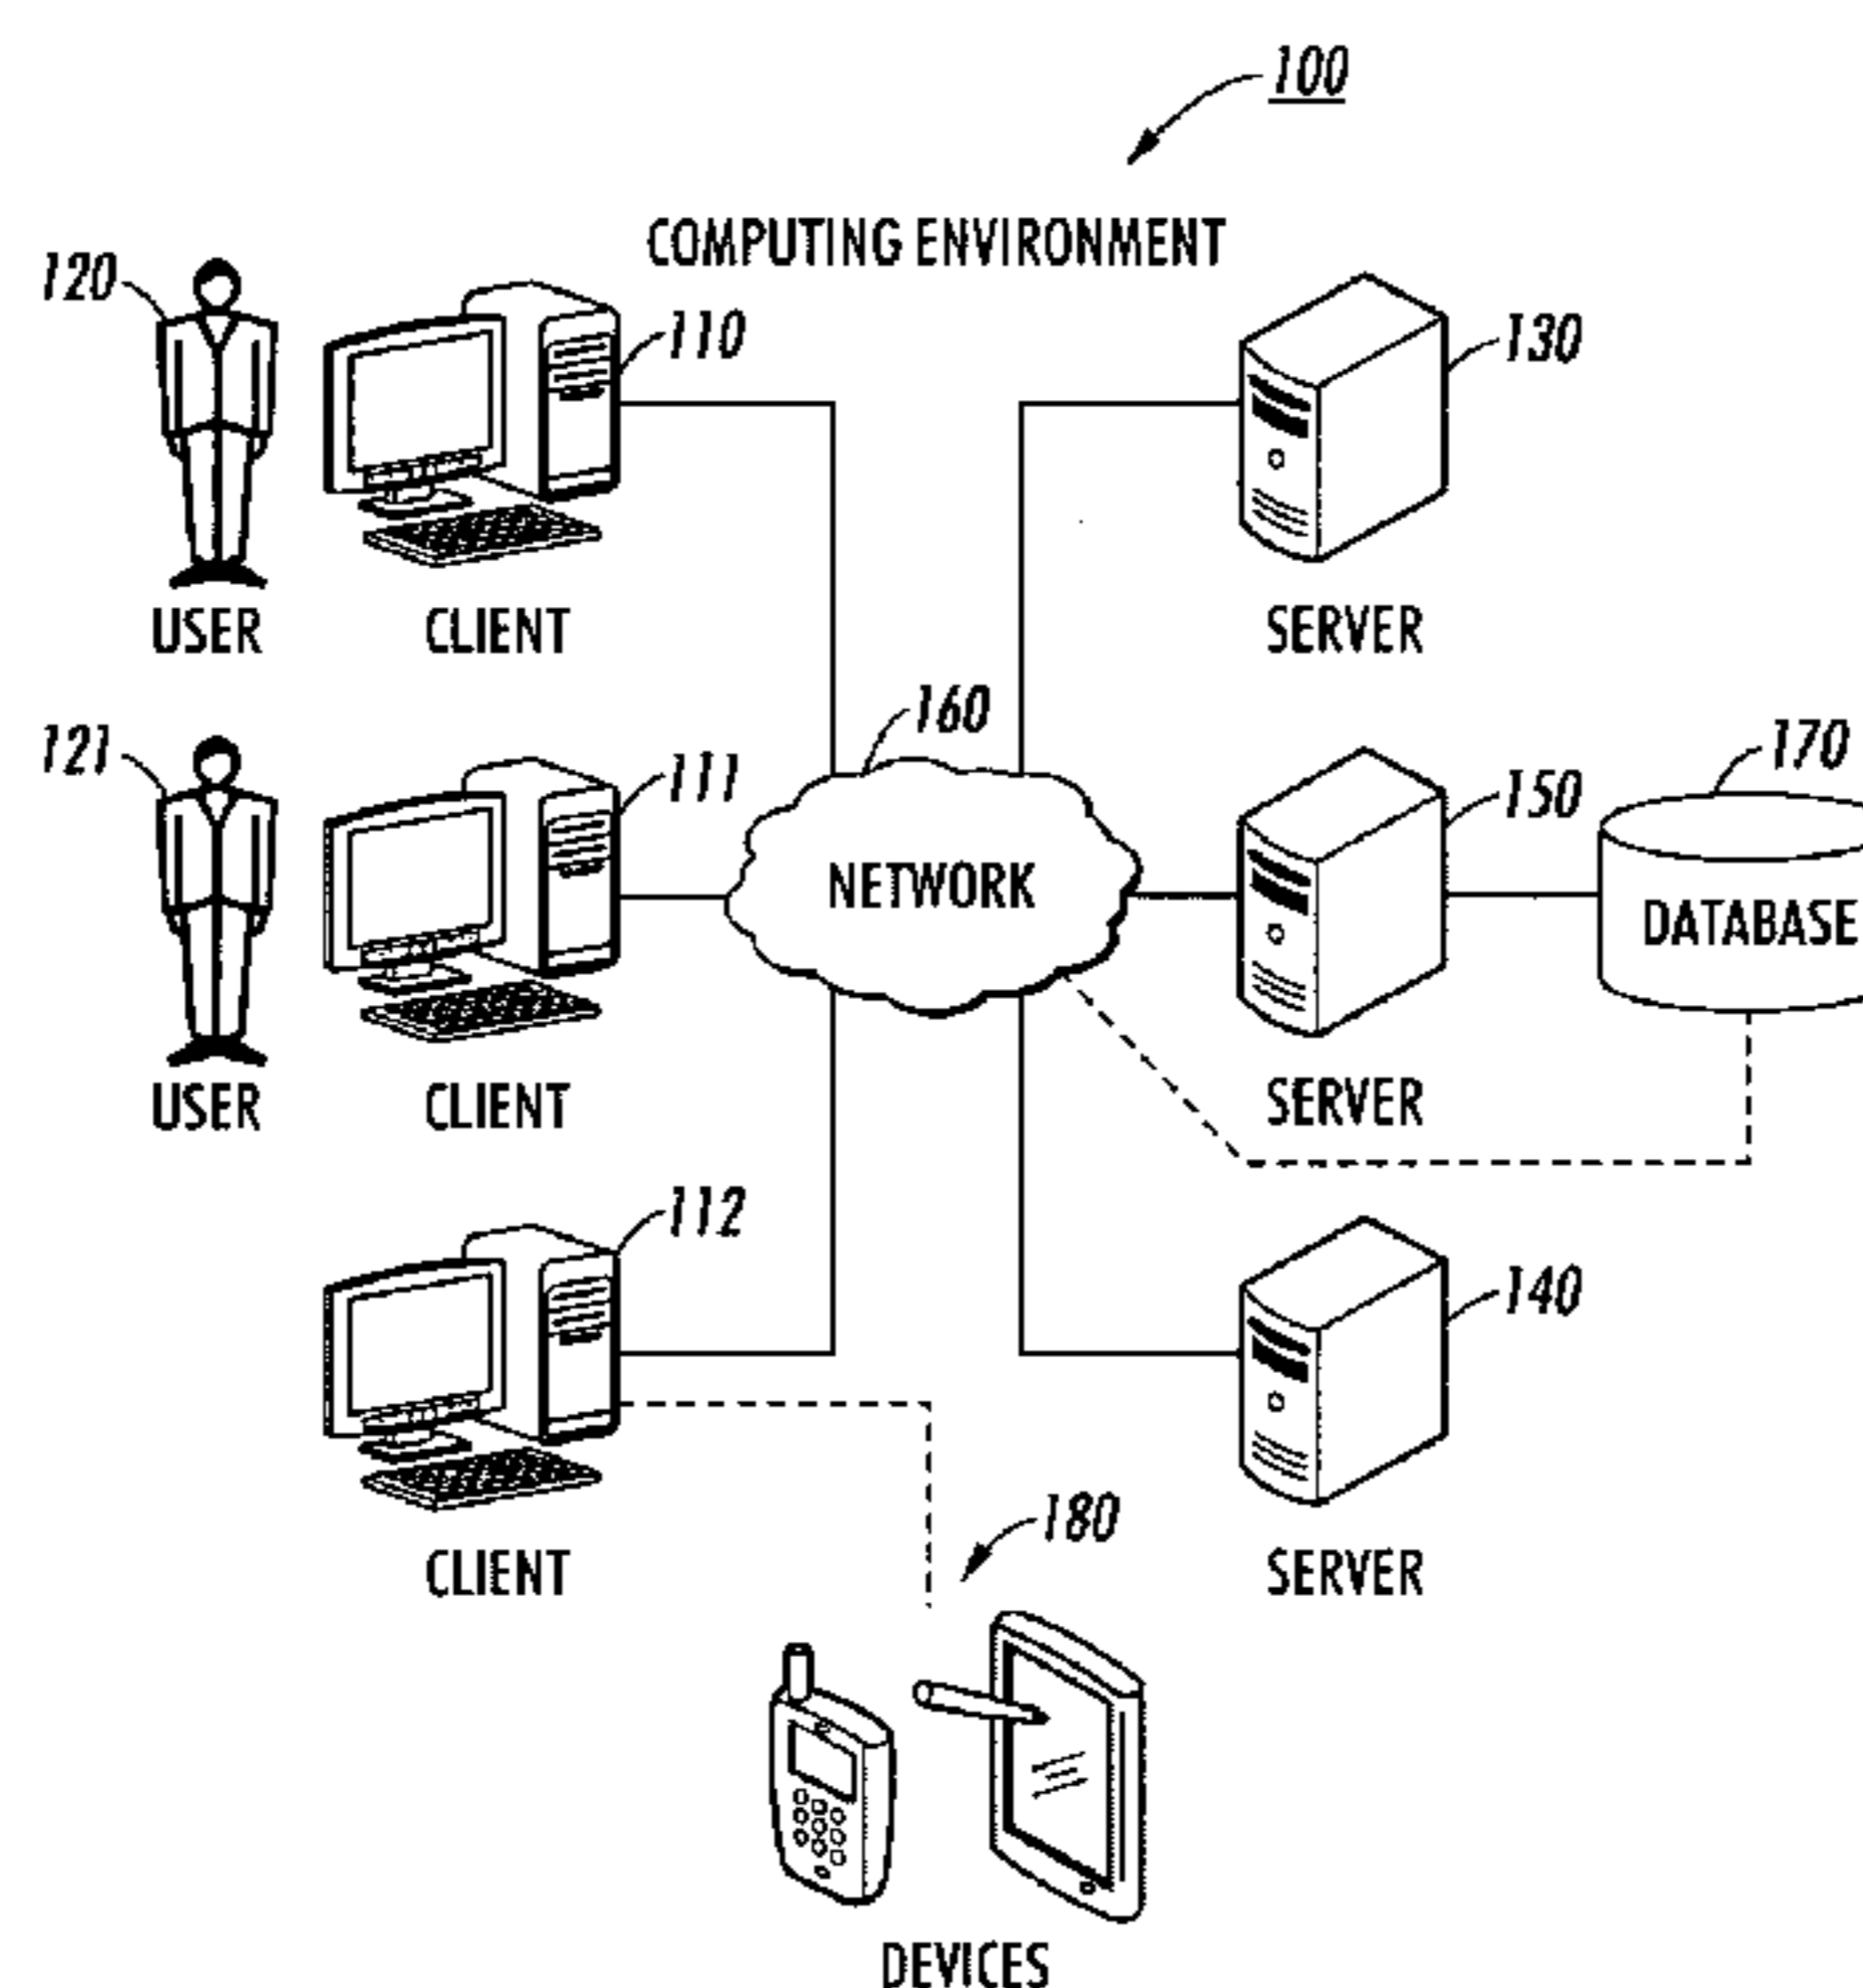 100
COMPUTING ENVIRONMENT
120
110
130
USER
CLIENT
SERVER
160
121
111
150
170
NETWORK
DATABASE
USER
CLIENT
SERVER
112
140
180
CLIENT
SERVER
DEVICES